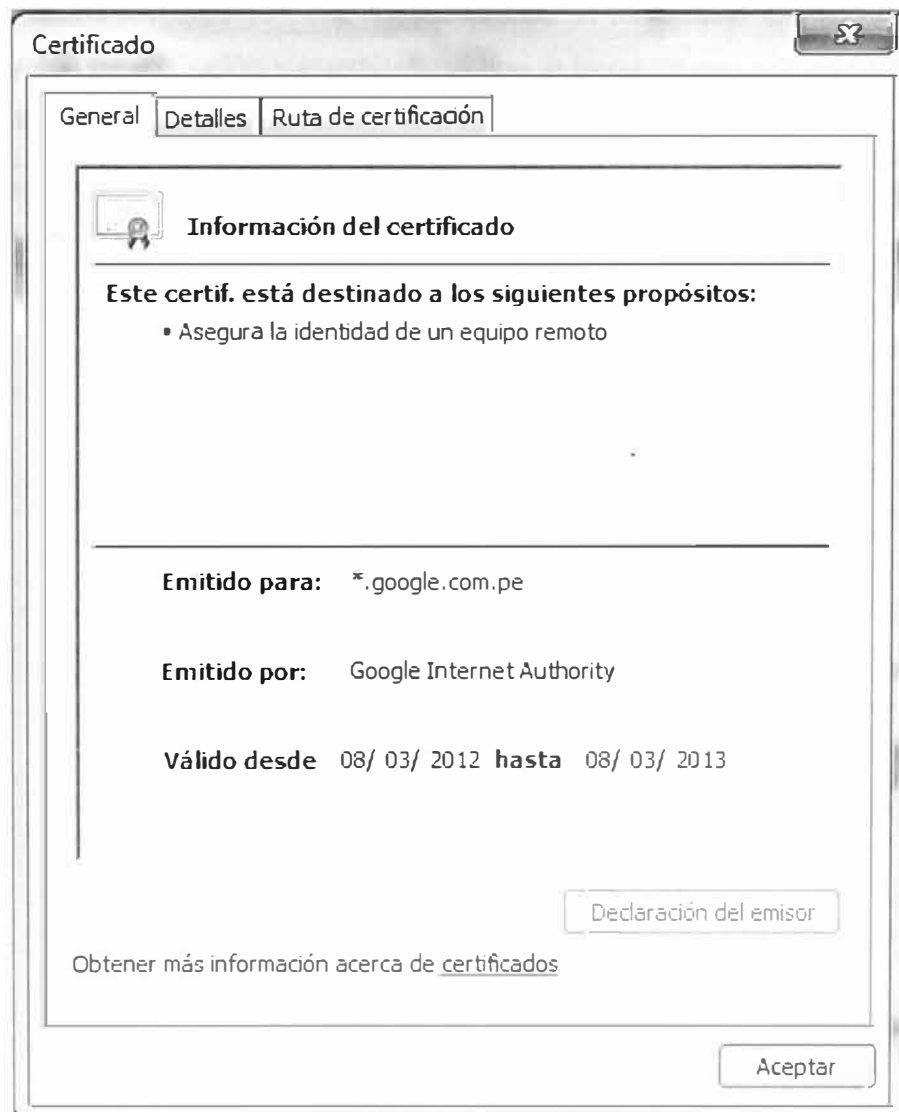 Certificado
General Detalles Ruta de certificación
Información del certificado
Este certif. está destinado a los siguientes propósitos:
• Asegura la identidad de un equipo remoto
Emitido para: *.google.com.pe
Emitido por: Google Internet Authority
Válido desde 08/ 03/ 2012 hasta 08/ 03/ 2013
Declaración del emisor
Obtener más información acerca de certificados
Aceptar